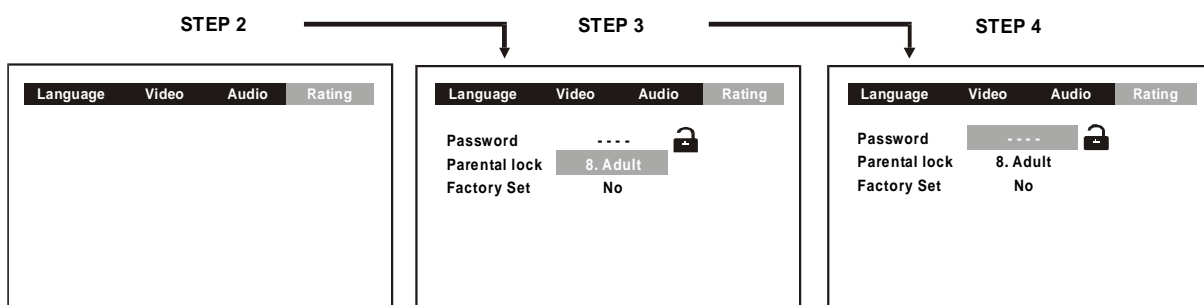 STEP 2
STEP 3
STEP 4
Language Video Audio Rating
Language Video Audio Rating
Password - - - -
Parental lock 8. Adult
Factory Set No
Language Video Audio Rating
Password - - - -
Parental lock 8. Adult
Factory Set No